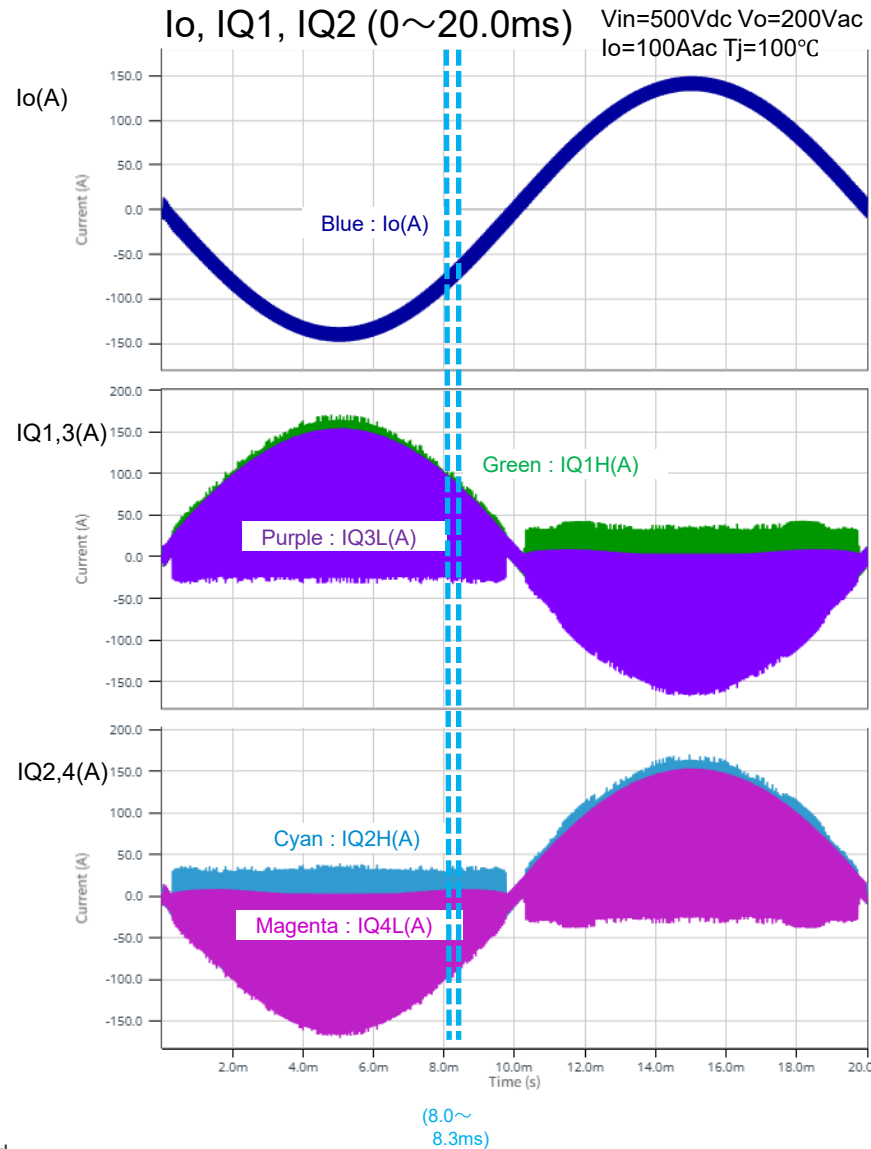 Io, IQ1, IQ2 (0～20.0ms)
Vin=500Vdc Vo=200Vac
Io=100Aac Tj=100℃
Io(A)
Current (A)
150.0
100.0
50.0
0.0
-50.0
-100.0
-150.0
Blue : Io(A)
IQ1,3(A)
Current (A)
200.0
150.0
100.0
50.0
0.0
-50.0
-100.0
-150.0
Green : IQ1H(A)
Purple : IQ3L(A)
IQ2,4(A)
Current (A)
200.0
150.0
100.0
50.0
0.0
-50.0
-100.0
-150.0
Cyan : IQ2H(A)
Magenta : IQ4L(A)
2.0m 4.0m 6.0m 8.0m 10.0m 12.0m 14.0m 16.0m 18.0m 20.0
Time (s)
(8.0～
8.3ms)